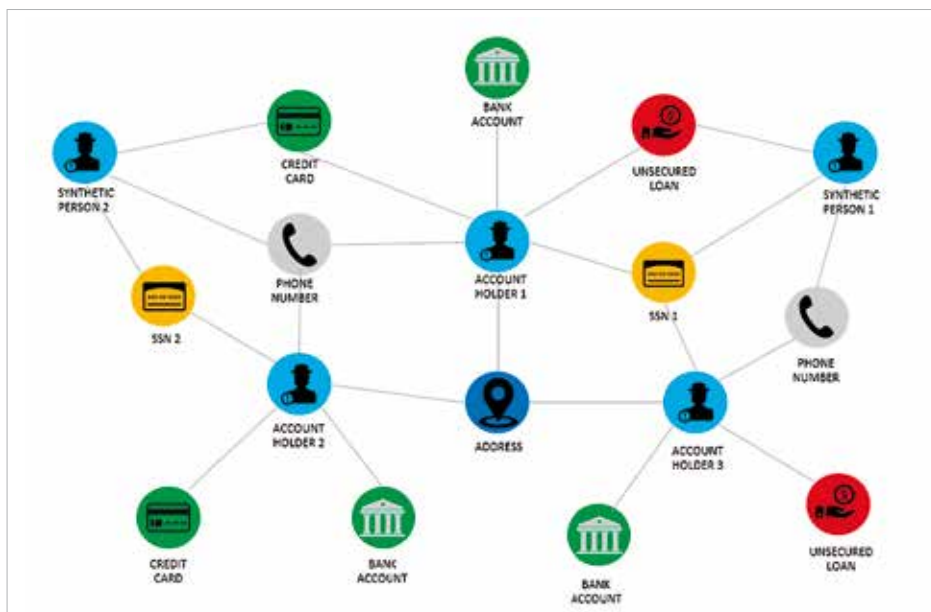 BANK
ACCOUNT
CREDIT
CARD
UNSECURED
LOAN
SYNTHETIC
PERSON 2
SYNTHETIC
PERSON 1
PHONE
NUMBER
ACCOUNT
HOLDER 1
SSN 1
SSN 2
PHONE
NUMBER
ACCOUNT
HOLDER 2
ADDRESS
ACCOUNT
HOLDER 3
CREDIT
CARD
BANK
ACCOUNT
BANK
ACCOUNT
UNSECURED
LOAN